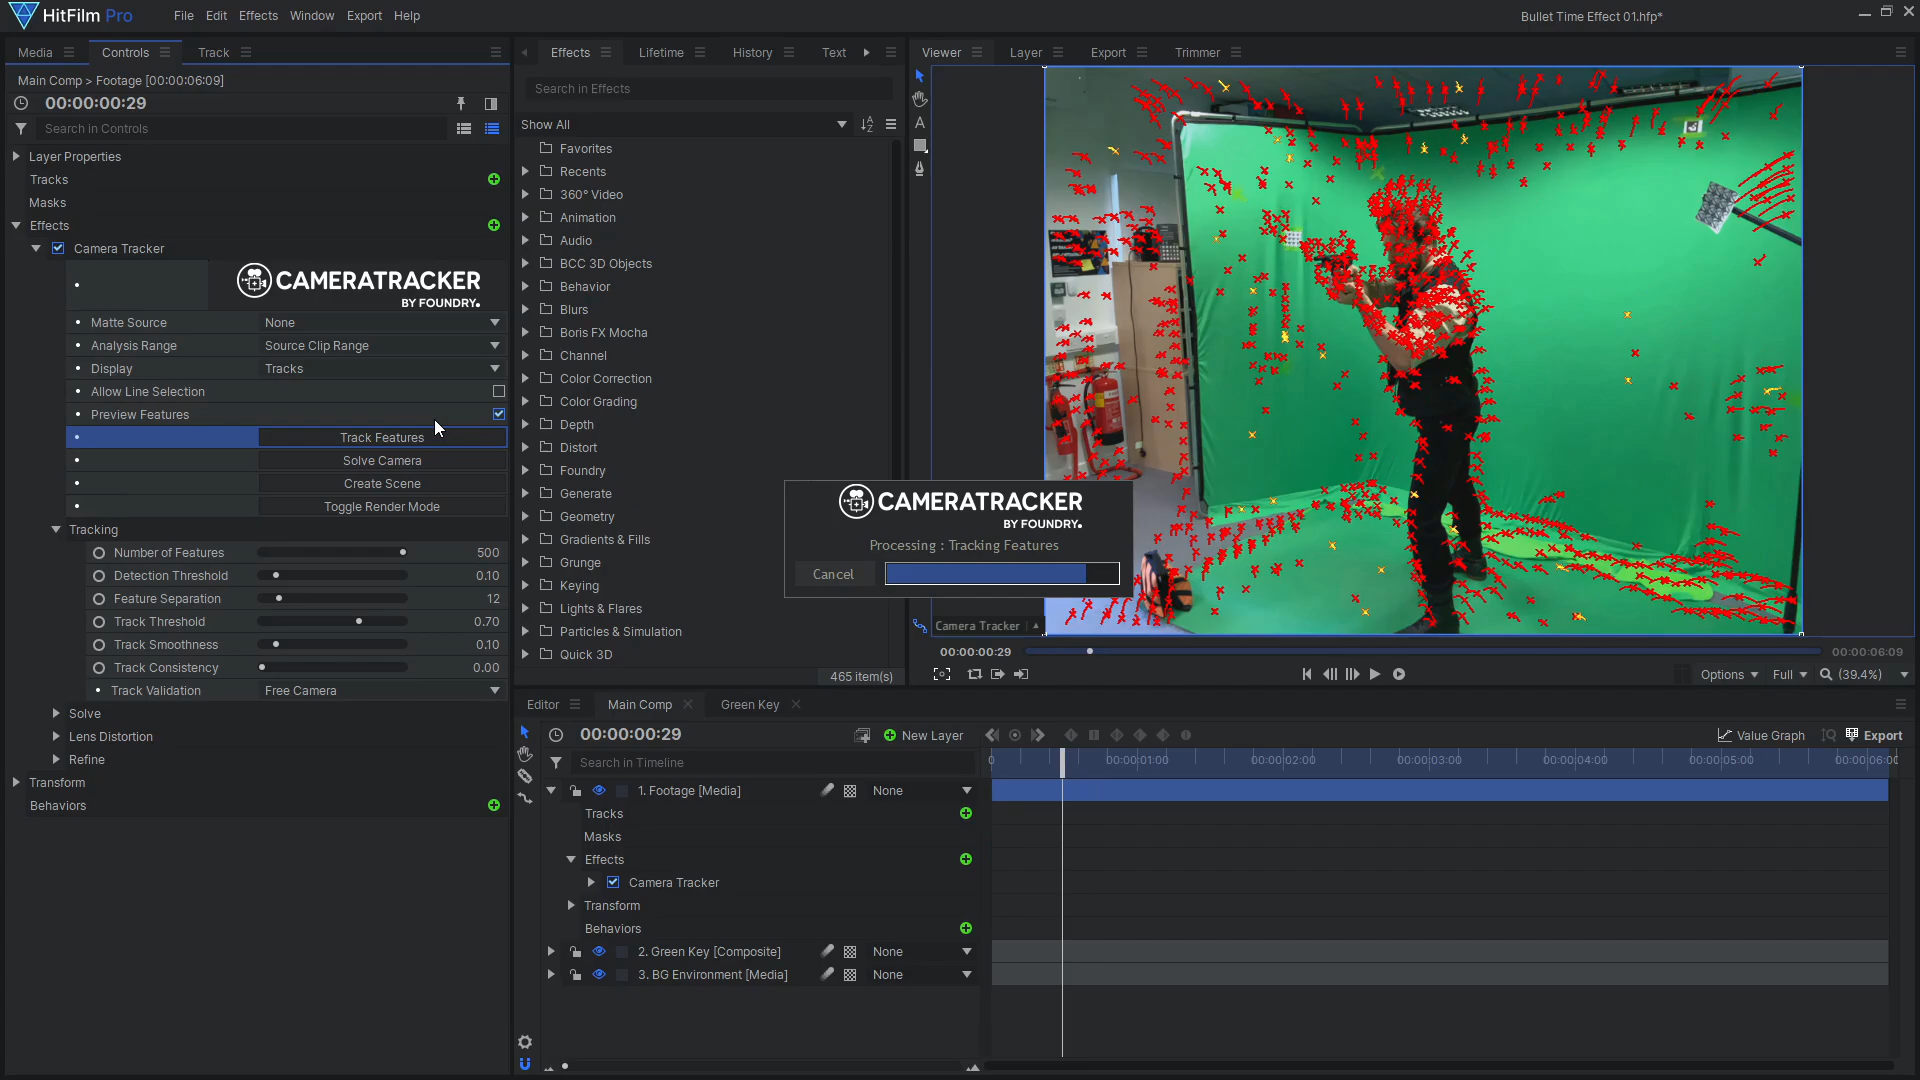 HitFilm Pro
File Edit Effects Window Export Help
Bullet Time Effect 01.hfp*
Media Controls Track
Effects Lifetime History Text
Viewer Layer Export Trimmer
Main Comp > Footage [00:00:06:09]
00:00:00:29
Search in Controls
Layer Properties
Tracks
Masks
Effects
Camera Tracker
CAMERATRACKER
BY FOUNDRY.
Matte Source None
Analysis Range Source Clip Range
Display Tracks
Allow Line Selection
Preview Features
Track Features
Solve Camera
Create Scene
Toggle Render Mode
Tracking
Number of Features 500
Detection Threshold 0.10
Feature Separation 12
Track Threshold 0.70
Track Smoothness 0.10
Track Consistency 0.00
Track Validation Free Camera
Solve
Lens Distortion
Refine
Transform
Behaviors
Search in Effects
Show All
Favorites
Recents
360° Video
Animation
Audio
BCC 3D Objects
Behavior
Blurs
Boris FX Mocha
Channel
Color Correction
Color Grading
Depth
Distort
Foundry
Generate
Geometry
Gradients & Fills
Grunge
Keying
Lights & Flares
Particles & Simulation
Quick 3D
465 item(s)
A
CAMERATRACKER
BY FOUNDRY.
Processing : Tracking Features
Cancel
Camera Tracker
00:00:00:29 00:00:06:09
Options Full (39.4%)
Editor Main Comp Green Key
00:00:00:29 New Layer Value Graph Export
Search in Timeline
0 00:00:01:00 00:00:02:00 00:00:03:00 00:00:04:00 00:00:05:00 00:00:06:00
1. Footage [Media] None
Tracks
Masks
Effects
Camera Tracker
Transform
Behaviors
2. Green Key [Composite] None
3. BG Environment [Media] None